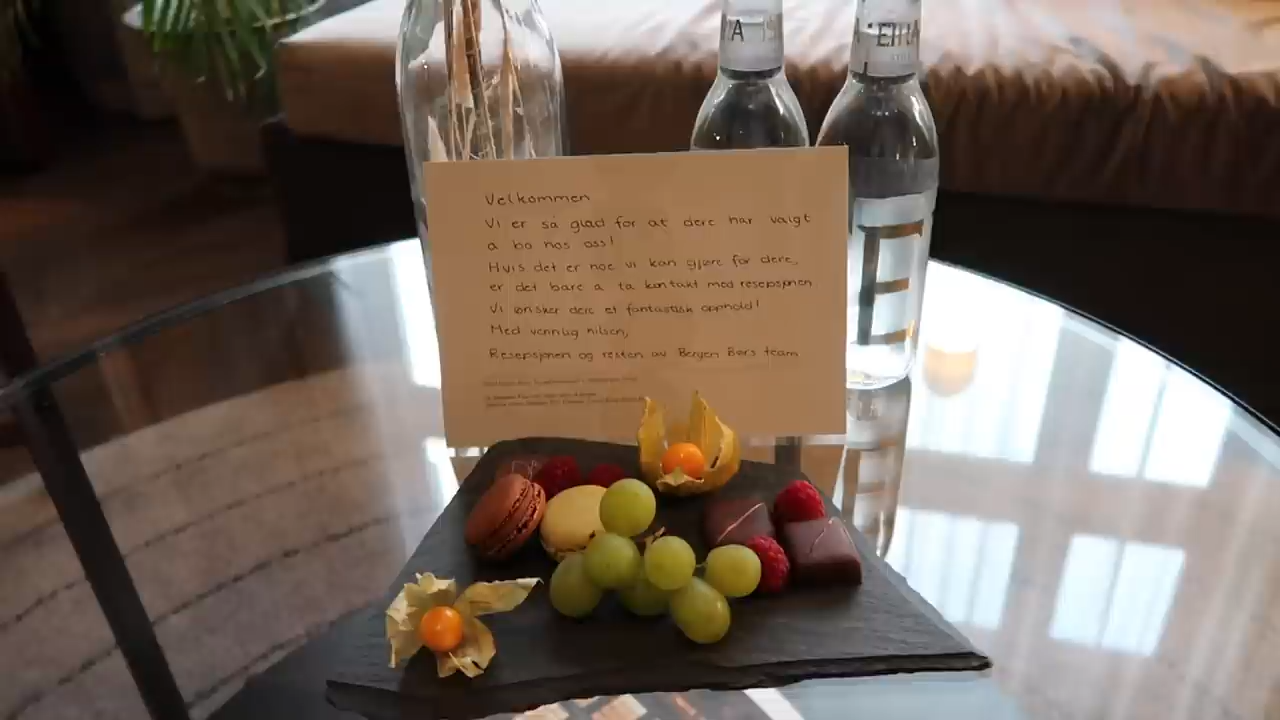 Velkommen
Vi er så glad for at dere har valgt
å bo hos oss!
Hvis det er noe vi kan gjøre for dere,
er det bare å ta kontakt med resepsjonen
Vi ønsker dere et fantastisk opphold!
Med vennlig hilsen,
Resepsjonen og resten av Bergen Børs team